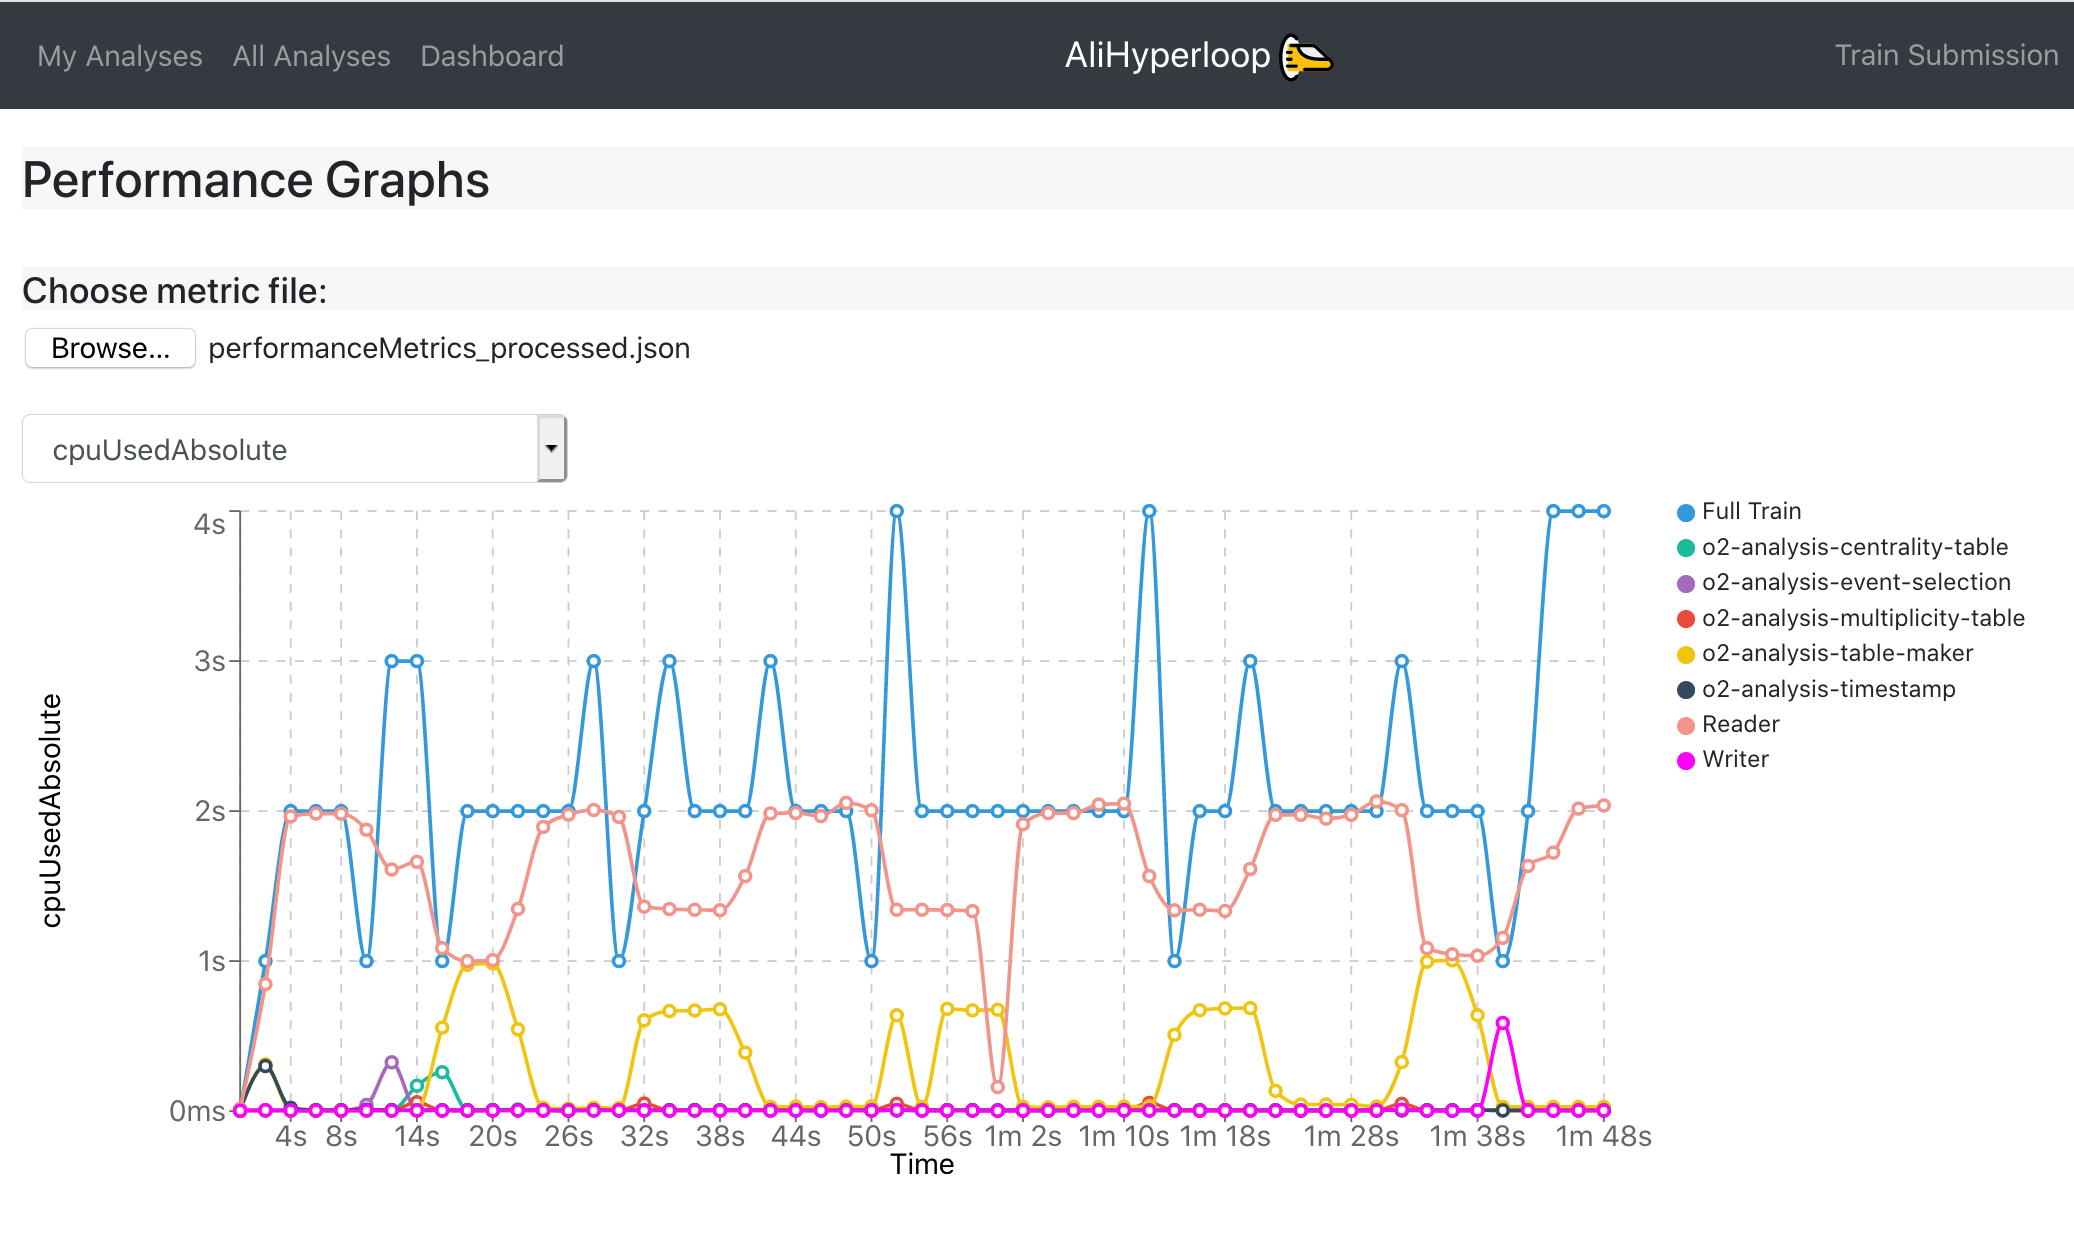 My Analyses All Analyses Dashboard AliHyperloop Train Submission
Performance Graphs
Choose metric file:
Browse... performanceMetrics_processed.json
cpuUsedAbsolute
4s
3s
2s
1s
0ms
cpuUsedAbsolute
4s 8s 14s 20s 26s 32s 38s 44s 50s 56s 1m 2s 1m 10s 1m 18s 1m 28s 1m 38s 1m 48s
Time
Full Train
o2-analysis-centrality-table
o2-analysis-event-selection
o2-analysis-multiplicity-table
o2-analysis-table-maker
o2-analysis-timestamp
Reader
Writer